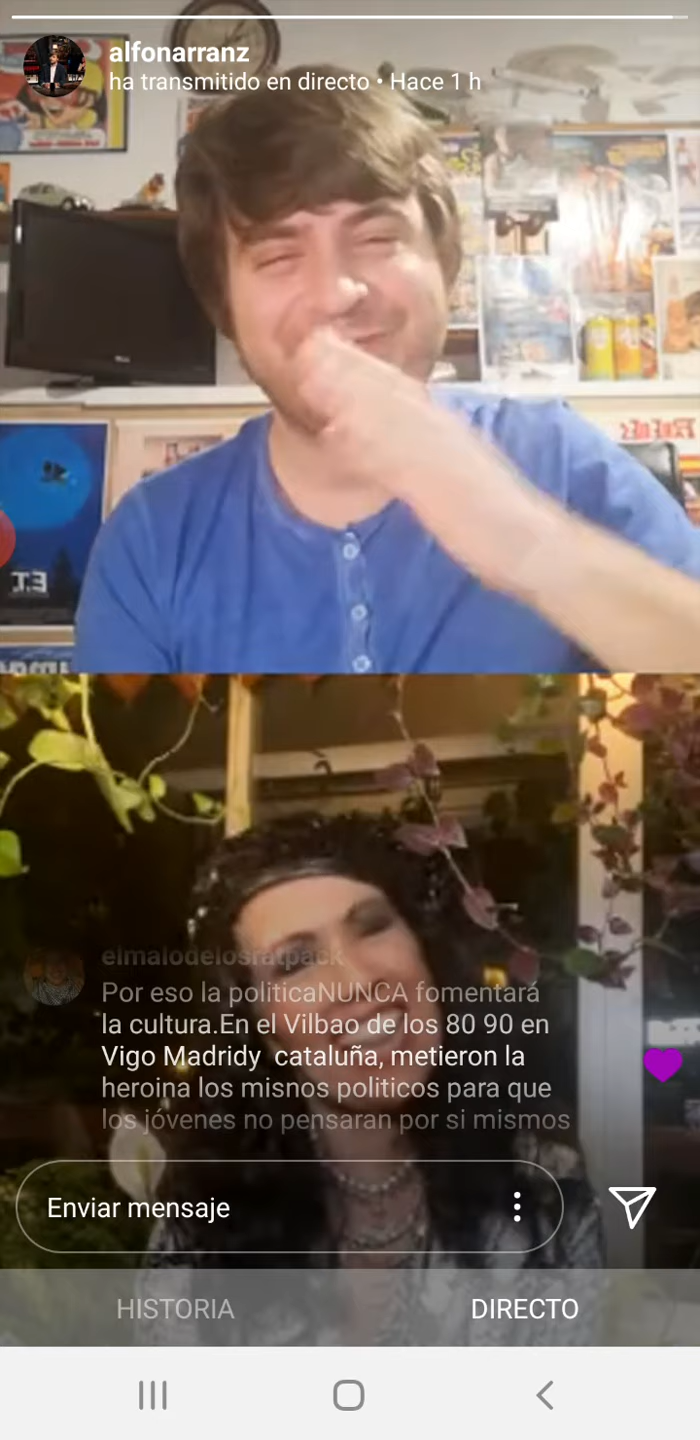 alfonarranz
ha transmitido en directo • Hace 1 h
E.T.
elmalodelosratpack
Por eso la politicaNUNCA fomentará
la cultura.En el Vilbao de los 80 90 en
Vigo Madridy cataluña, metieron la
heroina los misnos politicos para que
los jóvenes no pensaran por si mismos
Enviar mensaje
HISTORIA
DIRECTO